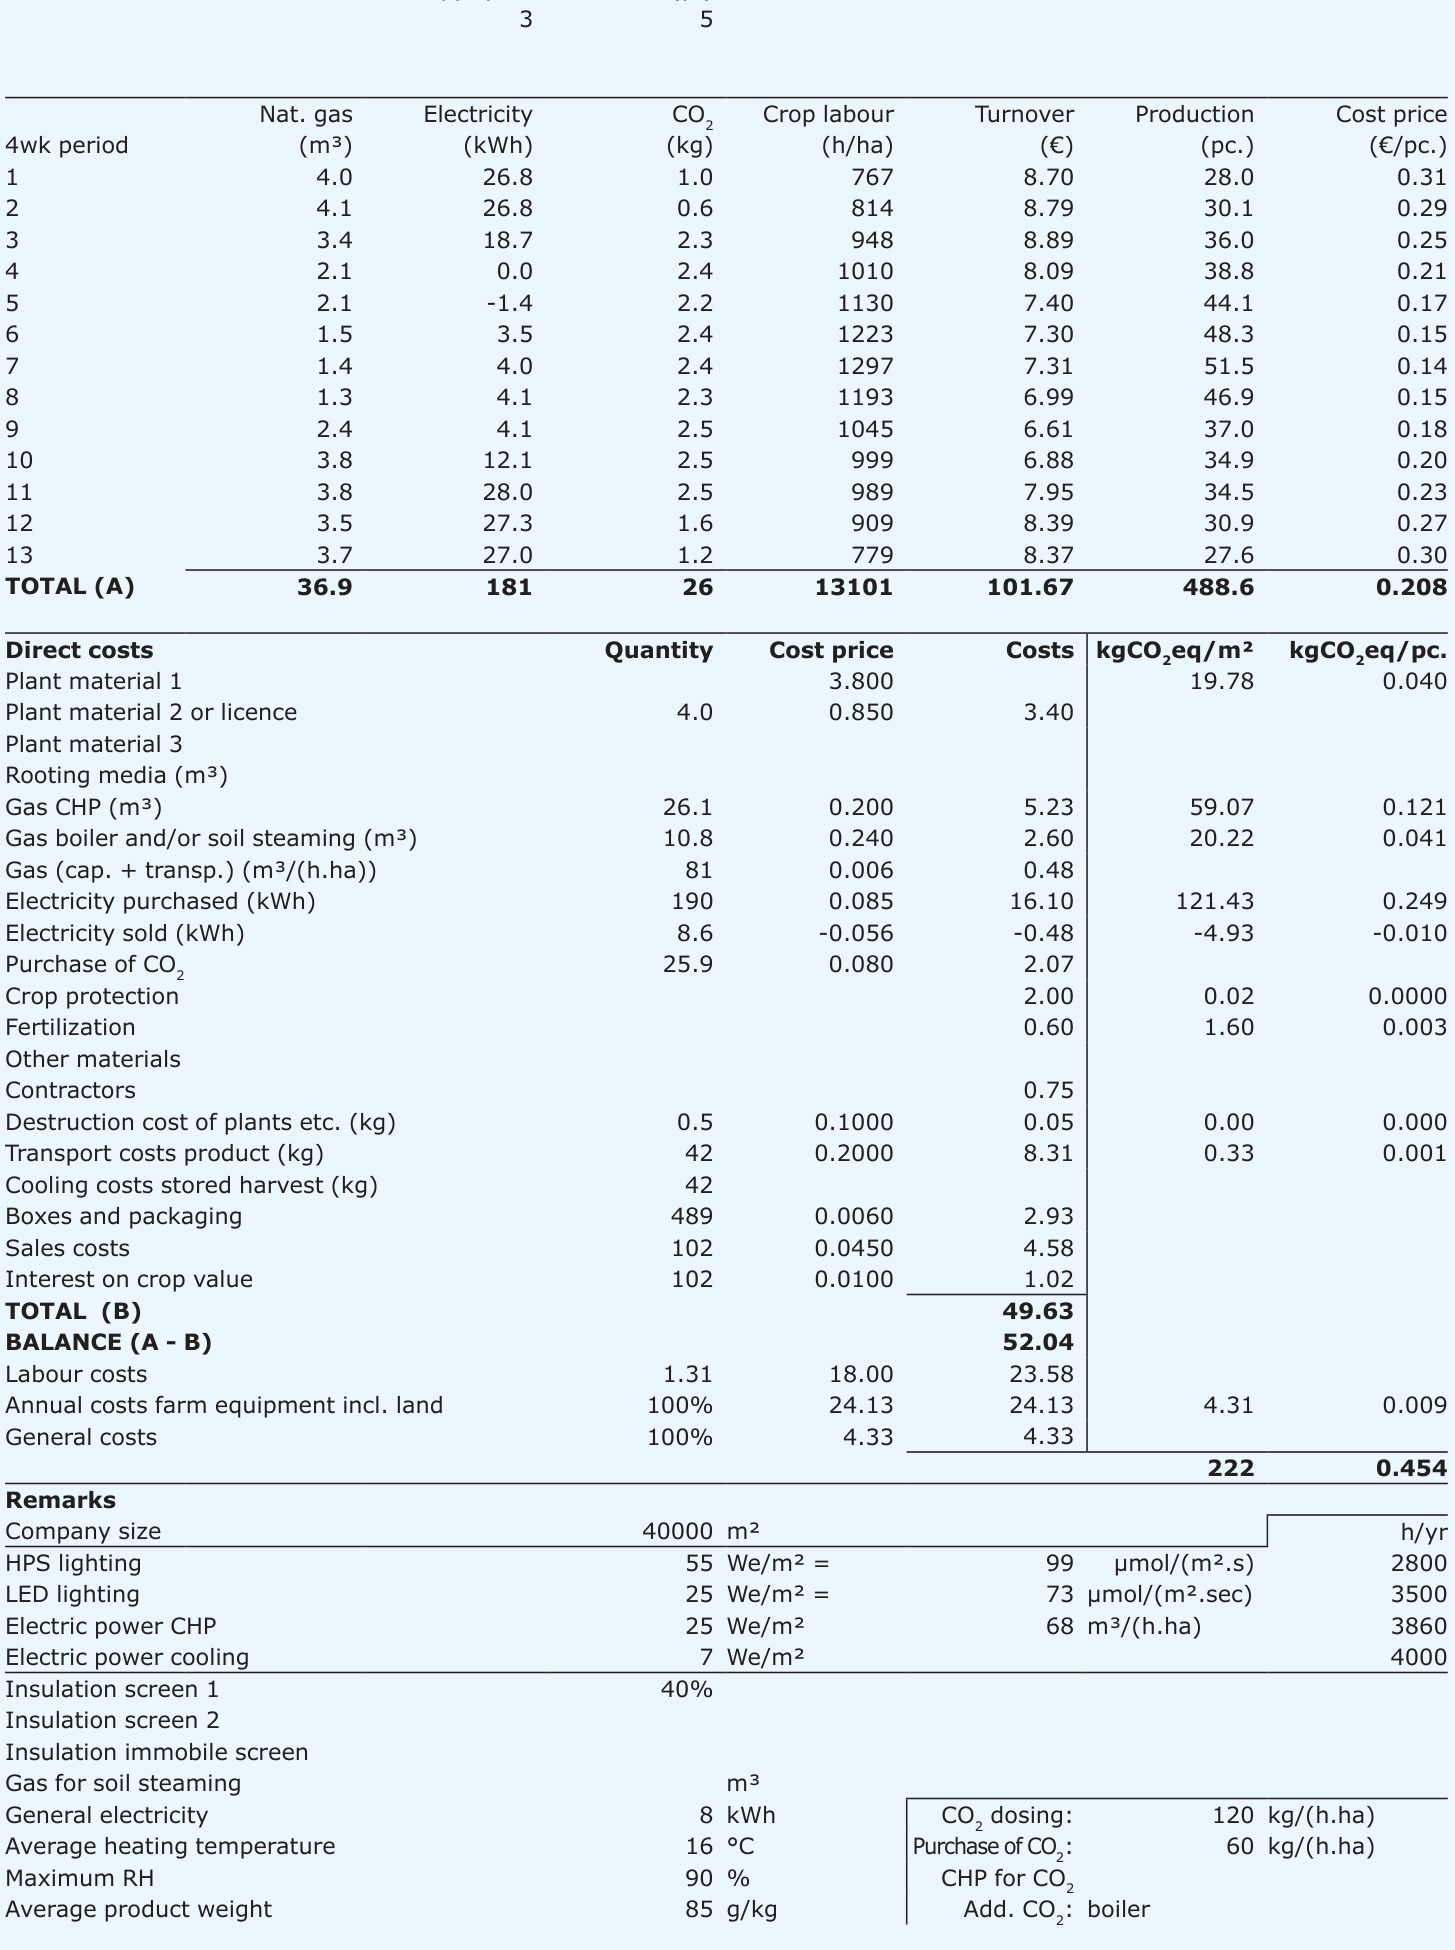 3 5
Nat. gas Electricity CO₂ Crop labour Turnover Production Cost price
4wk period (m³) (kWh) (kg) (h/ha) (€) (pc.) (€/pc.)
1 4.0 26.8 1.0 767 8.70 28.0 0.31
2 4.1 26.8 0.6 814 8.79 30.1 0.29
3 3.4 18.7 2.3 948 8.89 36.0 0.25
4 2.1 0.0 2.4 1010 8.09 38.8 0.21
5 2.1 -1.4 2.2 1130 7.40 44.1 0.17
6 1.5 3.5 2.4 1223 7.30 48.3 0.15
7 1.4 4.0 2.4 1297 7.31 51.5 0.14
8 1.3 4.1 2.3 1193 6.99 46.9 0.15
9 2.4 4.1 2.5 1045 6.61 37.0 0.18
10 3.8 12.1 2.5 999 6.88 34.9 0.20
11 3.8 28.0 2.5 989 7.95 34.5 0.23
12 3.5 27.3 1.6 909 8.39 30.9 0.27
13 3.7 27.0 1.2 779 8.37 27.6 0.30
TOTAL (A) 36.9 181 26 13101 101.67 488.6 0.208
Direct costs Quantity Cost price Costs kgCO₂eq/m² kgCO₂eq/pc.
Plant material 1 3.800 19.78 0.040
Plant material 2 or licence 4.0 0.850 3.40
Plant material 3
Rooting media (m³)
Gas CHP (m³) 26.1 0.200 5.23 59.07 0.121
Gas boiler and/or soil steaming (m³) 10.8 0.240 2.60 20.22 0.041
Gas (cap. + transp.) (m³/(h.ha)) 81 0.006 0.48
Electricity purchased (kWh) 190 0.085 16.10 121.43 0.249
Electricity sold (kWh) 8.6 -0.056 -0.48 -4.93 -0.010
Purchase of CO₂ 25.9 0.080 2.07
Crop protection 2.00 0.02 0.0000
Fertilization 0.60 1.60 0.003
Other materials
Contractors 0.75
Destruction cost of plants etc. (kg) 0.5 0.1000 0.05 0.00 0.000
Transport costs product (kg) 42 0.2000 8.31 0.33 0.001
Cooling costs stored harvest (kg) 42
Boxes and packaging 489 0.0060 2.93
Sales costs 102 0.0450 4.58
Interest on crop value 102 0.0100 1.02
TOTAL (B) 49.63
BALANCE (A - B) 52.04
Labour costs 1.31 18.00 23.58
Annual costs farm equipment incl. land 100% 24.13 24.13 4.31 0.009
General costs 100% 4.33 4.33
222 0.454
Remarks
Company size 40000 m² h/yr
HPS lighting 55 We/m² = 99 µmol/(m².s) 2800
LED lighting 25 We/m² = 73 µmol/(m².sec) 3500
Electric power CHP 25 We/m² 68 m³/(h.ha) 3860
Electric power cooling 7 We/m² 4000
Insulation screen 1 40%
Insulation screen 2
Insulation immobile screen
Gas for soil steaming m³
General electricity 8 kWh CO₂ dosing: 120 kg/(h.ha)
Average heating temperature 16 °C Purchase of CO₂: 60 kg/(h.ha)
Maximum RH 90 % CHP for CO₂
Average product weight 85 g/kg Add. CO₂: boiler